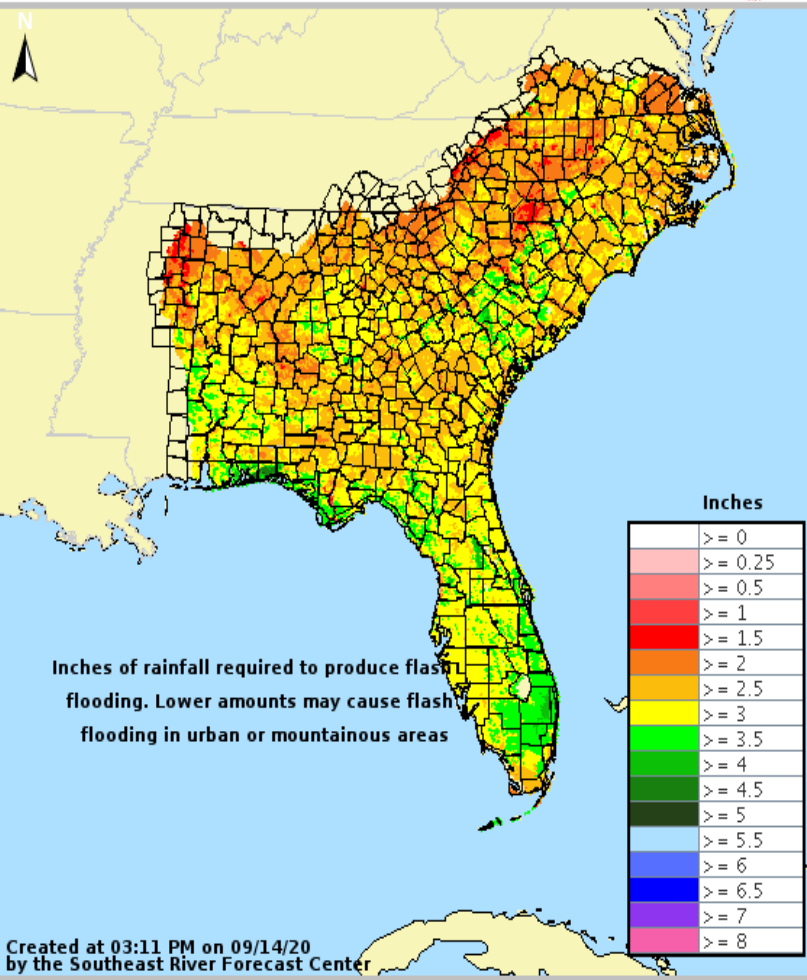 N
Inches of rainfall required to produce flash
flooding. Lower amounts may cause flash
flooding in urban or mountainous areas
Inches
>= 0
>= 0.25
>= 0.5
>= 1
>= 1.5
>= 2
>= 2.5
>= 3
>= 3.5
>= 4
>= 4.5
>= 5
>= 5.5
>= 6
>= 6.5
>= 7
>= 8
Created at 03:11 PM on 09/14/20
by the Southeast River Forecast Center